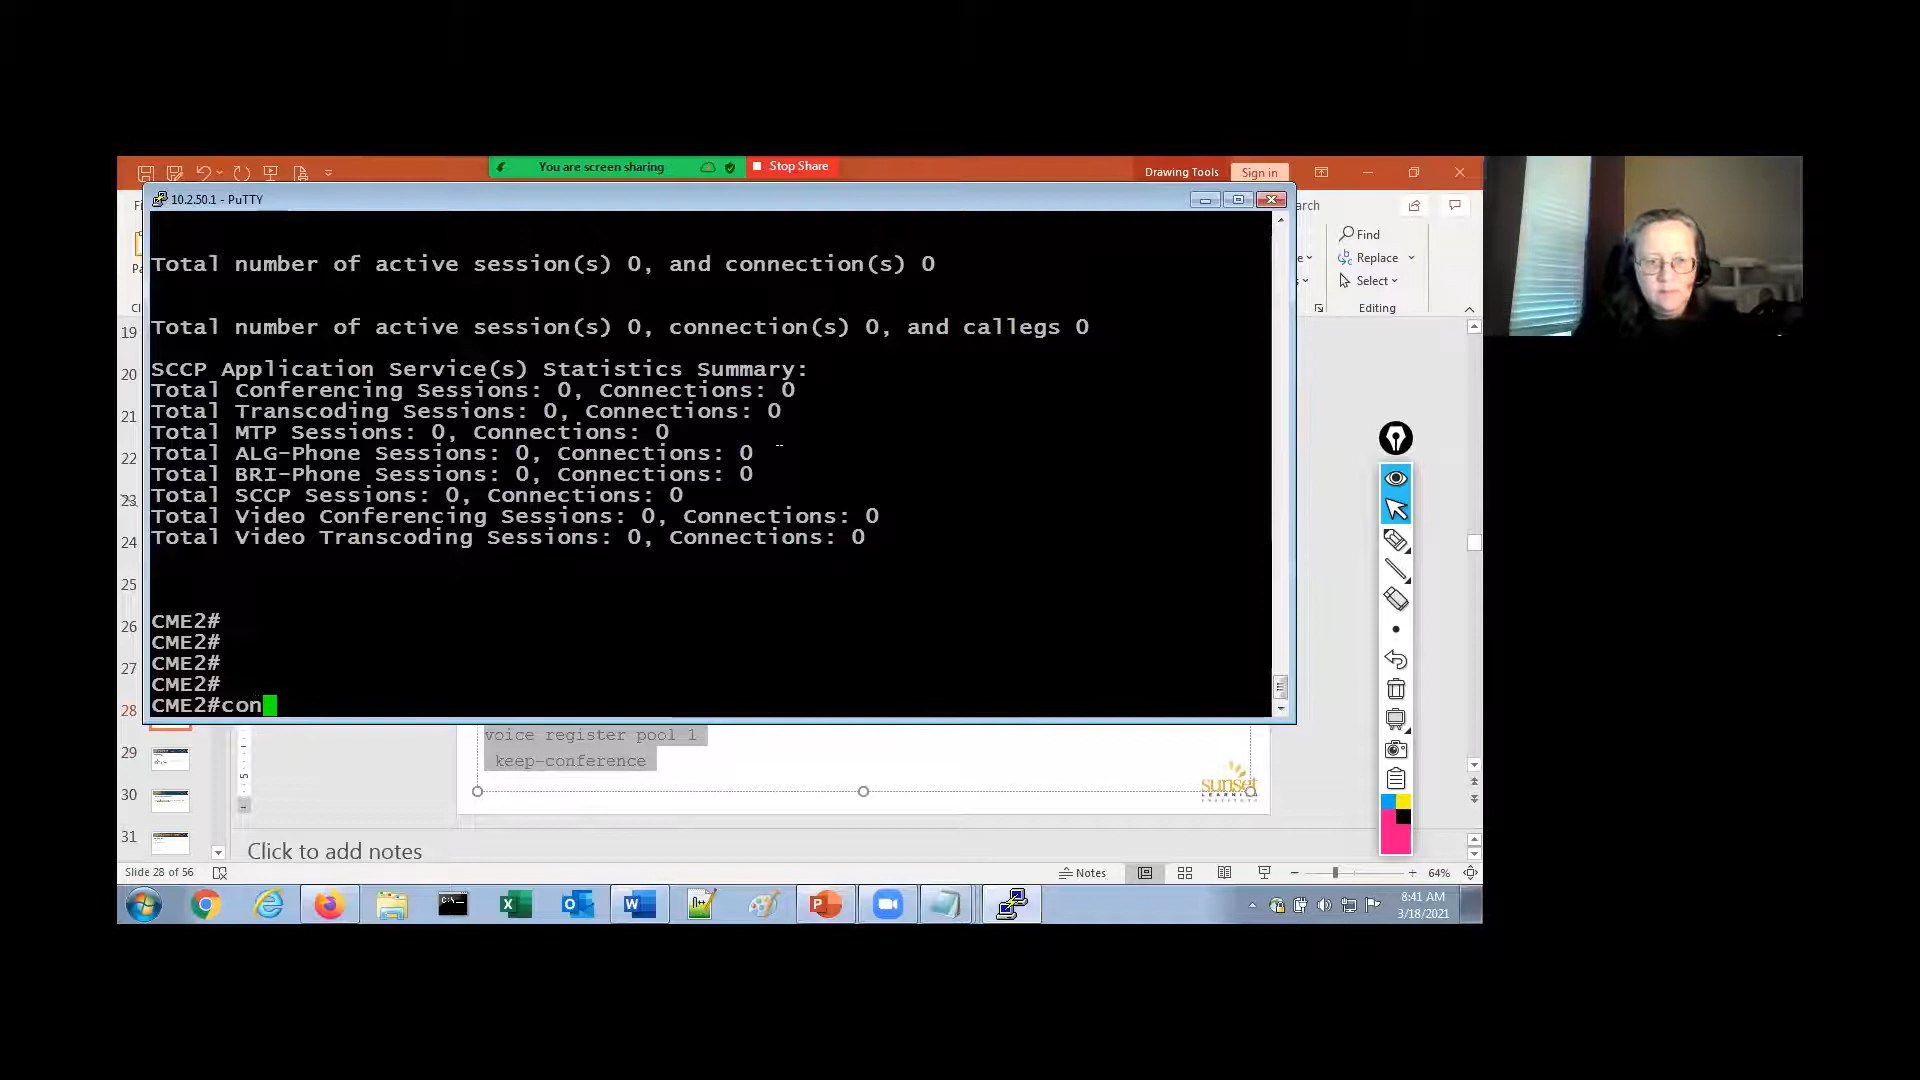 You are screen sharing
Stop Share
Drawing Tools
Sign in
10.2.50.1 - PuTTY
arch
Find
Replace
Select
Editing
Total number of active session(s) 0, and connection(s) 0
Total number of active session(s) 0, connection(s) 0, and callegs 0
SCCP Application Service(s) Statistics Summary:
Total Conferencing Sessions: 0, Connections: 0
Total Transcoding Sessions: 0, Connections: 0
Total MTP Sessions: 0, Connections: 0
Total ALG-Phone Sessions: 0, Connections: 0
Total BRI-Phone Sessions: 0, Connections: 0
Total SCCP Sessions: 0, Connections: 0
Total Video Conferencing Sessions: 0, Connections: 0
Total Video Transcoding Sessions: 0, Connections: 0
CME2#
CME2#
CME2#
CME2#
CME2#con
19
20
21
22
23
24
25
26
27
28
29
30
31
voice register pool 1
keep-conference
sunset
Click to add notes
Slide 28 of 56
Notes
64%
8:41 AM
3/18/2021